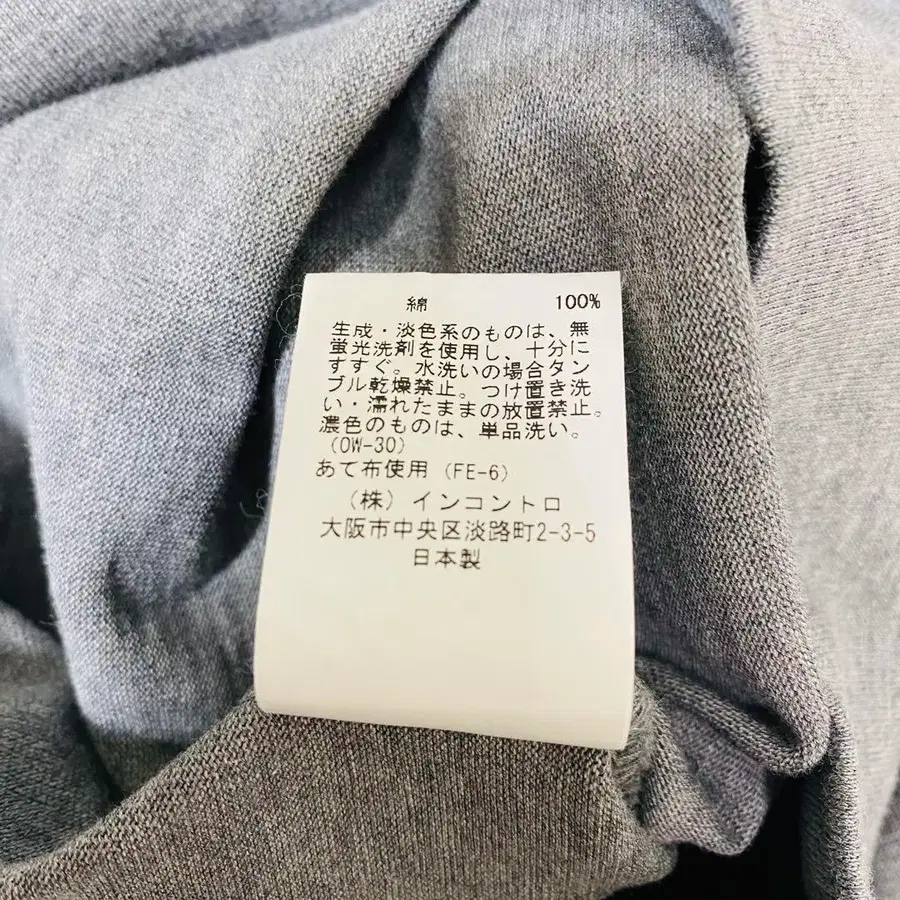 綿 100%
生成・淡色系のものは、無
蛍光洗剤を使用し、十分に
すすぐ。水洗いの場合タン
ブル乾燥禁止。つけ置き洗
い・濡れたままの放置禁止。
濃色のものは、単品洗い。
(OW-30)
あて布使用(FE-6)
(株)インコントロ
大阪市中央区淡路町2-3-5
日本製